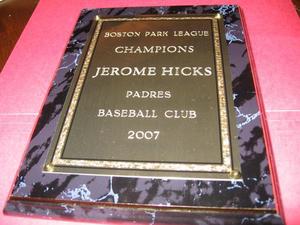 BOSTON PARK LEAGUE
CHAMPIONS
JEROME HICKS
PADRES
BASEBALL CLUB
2007